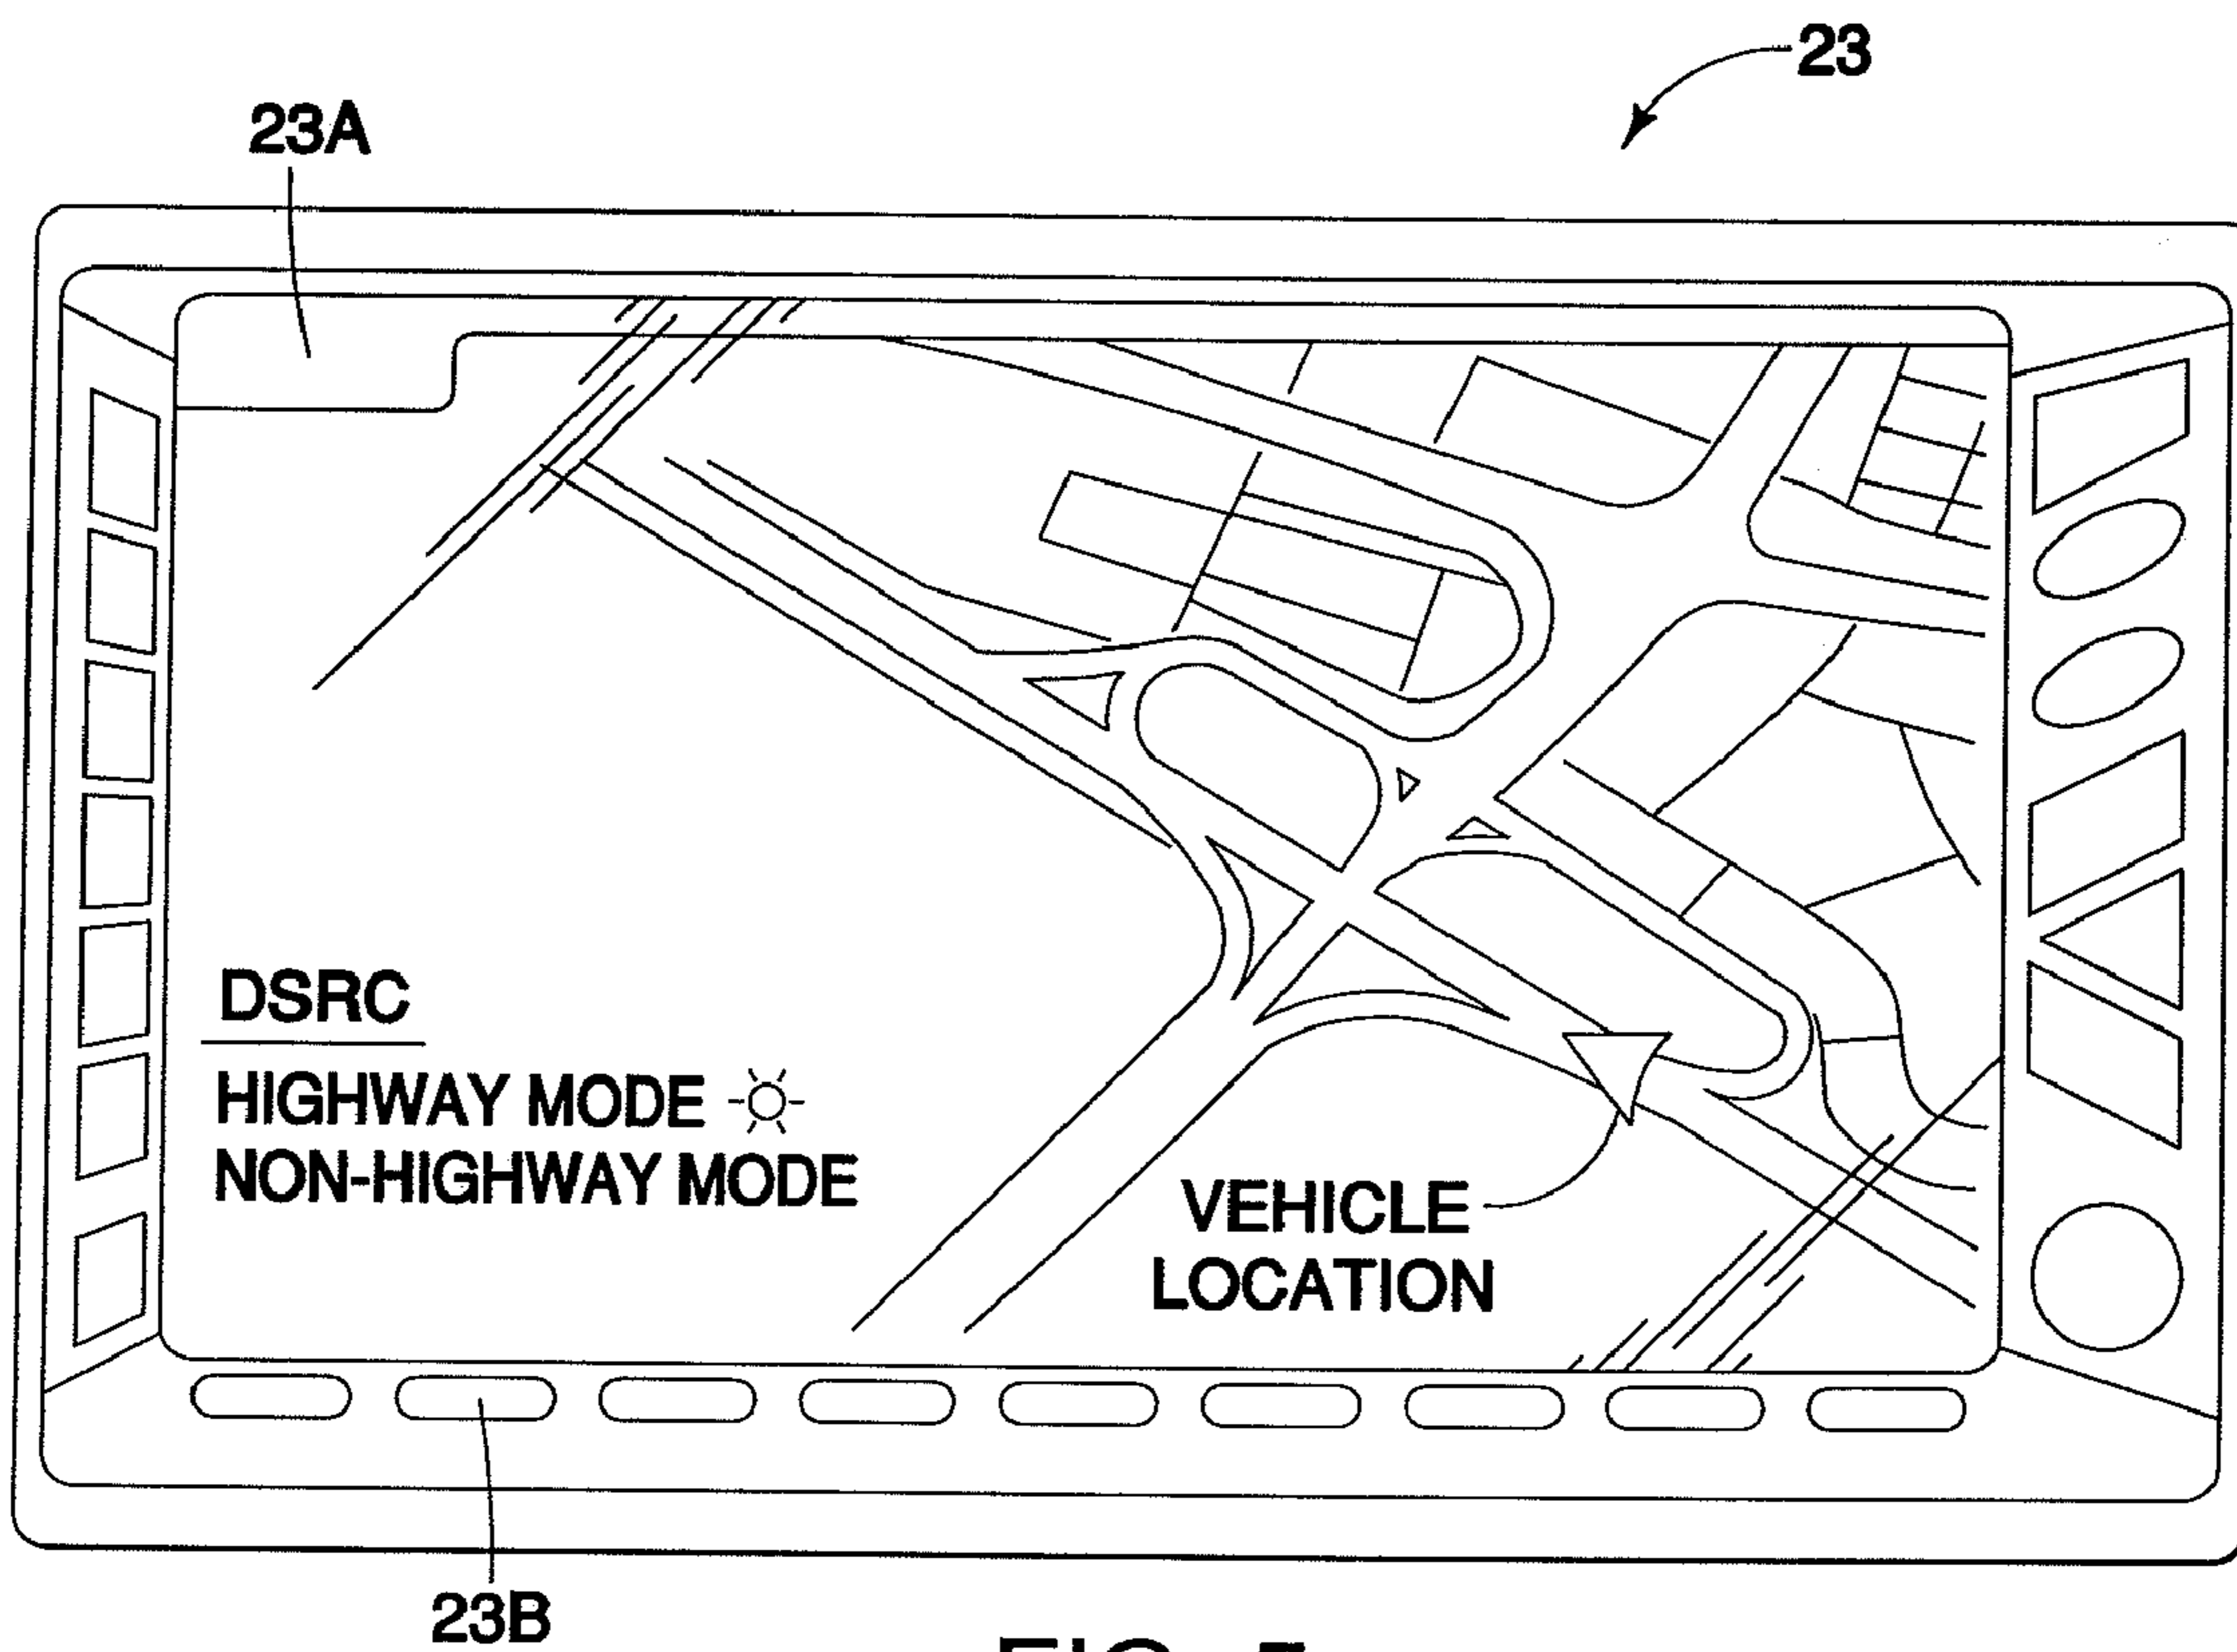 23
23A
DSRC
HIGHWAY MODE
NON-HIGHWAY MODE
VEHICLE
LOCATION
23B